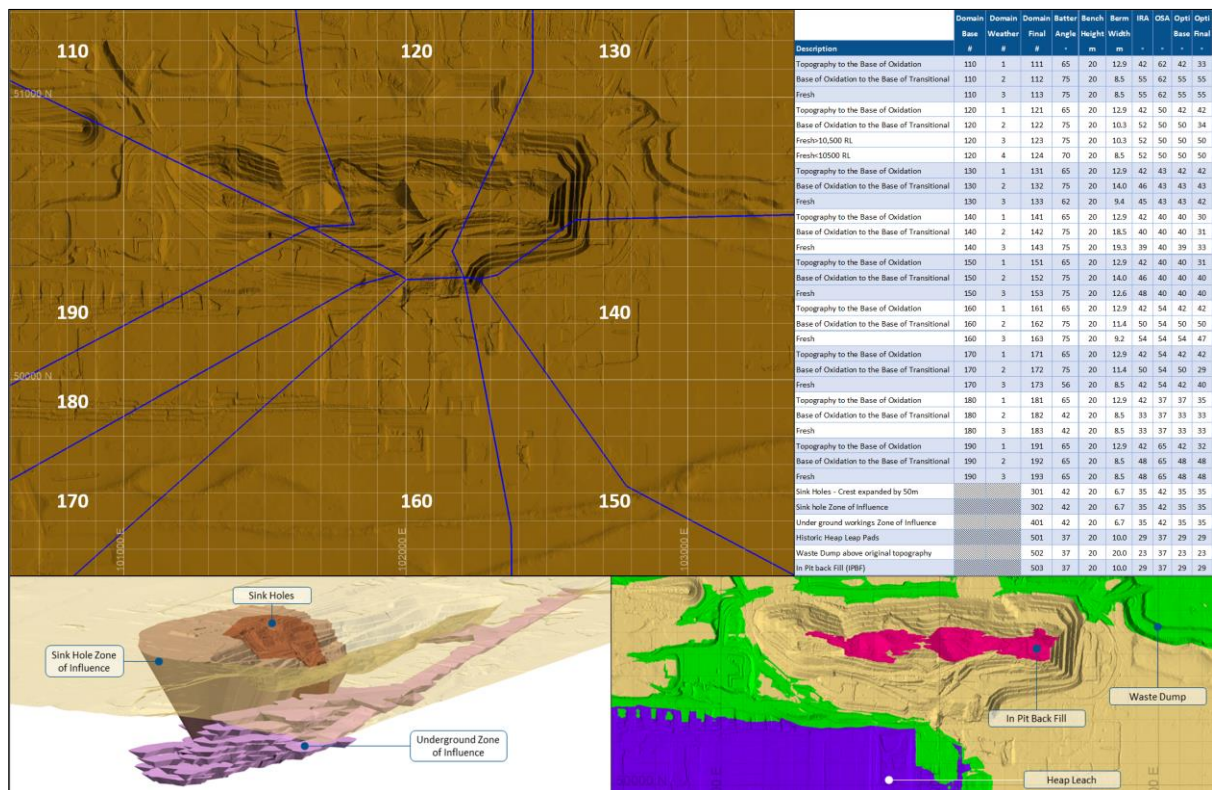 110
120
130
51000 N
190
140
50000 N
180
170
160
150
101000 E
102000 E
103000 E
Domain Domain Domain Batter Bench Berm IRA OSA Opti Opti
Base Weather Final Angle Height Width Base Final
Description # # # ° m m ° ° ° °
Topography to the Base of Oxidation 110 1 111 65 20 12.9 42 62 42 33
Base of Oxidation to the Base of Transitional 110 2 112 75 20 8.5 55 62 55 55
Fresh 110 3 113 75 20 8.5 55 62 55 55
Topography to the Base of Oxidation 120 1 121 65 20 12.9 42 50 42 42
Base of Oxidation to the Base of Transitional 120 2 122 75 20 10.3 52 50 50 34
Fresh>10,500 RL 120 3 123 75 20 10.3 52 50 50 50
Fresh<10500 RL 120 4 124 70 20 8.5 52 50 50 50
Topography to the Base of Oxidation 130 1 131 65 20 12.9 42 43 42 42
Base of Oxidation to the Base of Transitional 130 2 132 75 20 14.0 46 43 43 43
Fresh 130 3 133 62 20 9.4 45 43 43 42
Topography to the Base of Oxidation 140 1 141 65 20 12.9 42 40 40 30
Base of Oxidation to the Base of Transitional 140 2 142 75 20 18.5 40 40 40 31
Fresh 140 3 143 75 20 19.3 39 40 39 33
Topography to the Base of Oxidation 150 1 151 65 20 12.9 42 40 40 31
Base of Oxidation to the Base of Transitional 150 2 152 75 20 14.0 46 40 40 40
Fresh 150 3 153 75 20 12.6 48 40 40 40
Topography to the Base of Oxidation 160 1 161 65 20 12.9 42 54 42 42
Base of Oxidation to the Base of Transitional 160 2 162 75 20 11.4 50 54 50 50
Fresh 160 3 163 75 20 9.2 54 54 54 47
Topography to the Base of Oxidation 170 1 171 65 20 12.9 42 54 42 42
Base of Oxidation to the Base of Transitional 170 2 172 75 20 11.4 50 54 50 29
Fresh 170 3 173 56 20 8.5 42 54 42 40
Topography to the Base of Oxidation 180 1 181 65 20 12.9 42 37 37 35
Base of Oxidation to the Base of Transitional 180 2 182 42 20 8.5 33 37 33 33
Fresh 180 3 183 42 20 8.5 33 37 33 33
Topography to the Base of Oxidation 190 1 191 65 20 12.9 42 65 42 32
Base of Oxidation to the Base of Transitional 190 2 192 65 20 8.5 48 65 48 48
Fresh 190 3 193 65 20 8.5 48 65 48 48
Sink Holes - Crest expanded by 50m 301 42 20 6.7 35 42 35 35
Sink hole Zone of Influence 302 42 20 6.7 35 42 35 35
Under ground workings Zone of Influence 401 42 20 6.7 35 42 35 35
Historic Heap Leap Pads 501 37 20 10.0 29 37 29 29
Waste Dump above original topography 502 37 20 20.0 23 37 23 23
In Pit back Fill (IPBF) 503 37 20 10.0 29 37 29 29
Sink Holes
Sink Hole Zone
of Influence
Underground Zone
of Influence
Waste Dump
In Pit Back Fill
Heap Leach